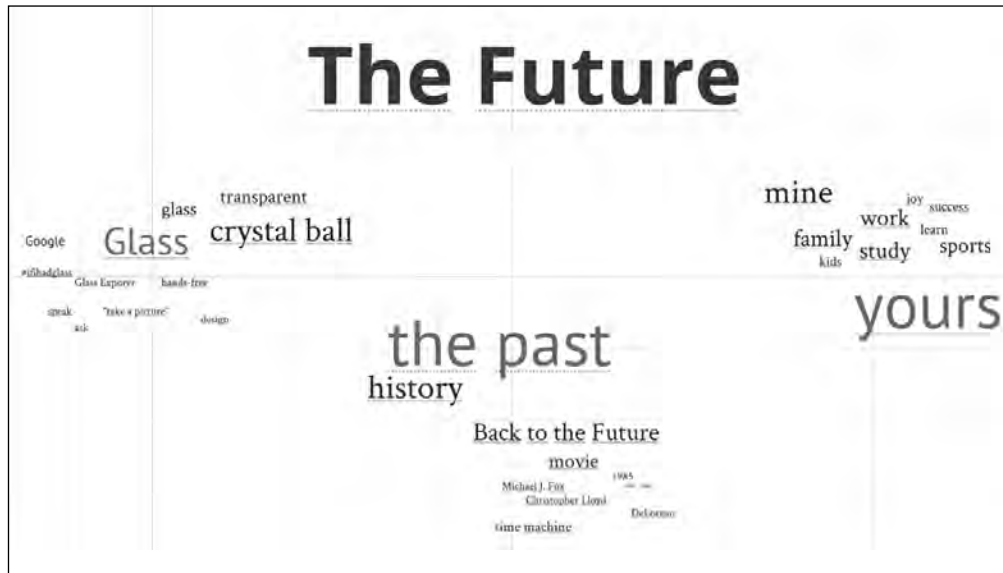 The Future
transparent
glass
Google
Glass
crystal ball
#ifihadglass
Glass Explorer
hands-free
speak
"take a picture"
ask
design
the past
history
Back to the Future
movie
1985
Michael J. Fox
Christopher Lloyd
DeLorean
time machine
mine
joy
success
work
learn
family
kids
study
sports
yours